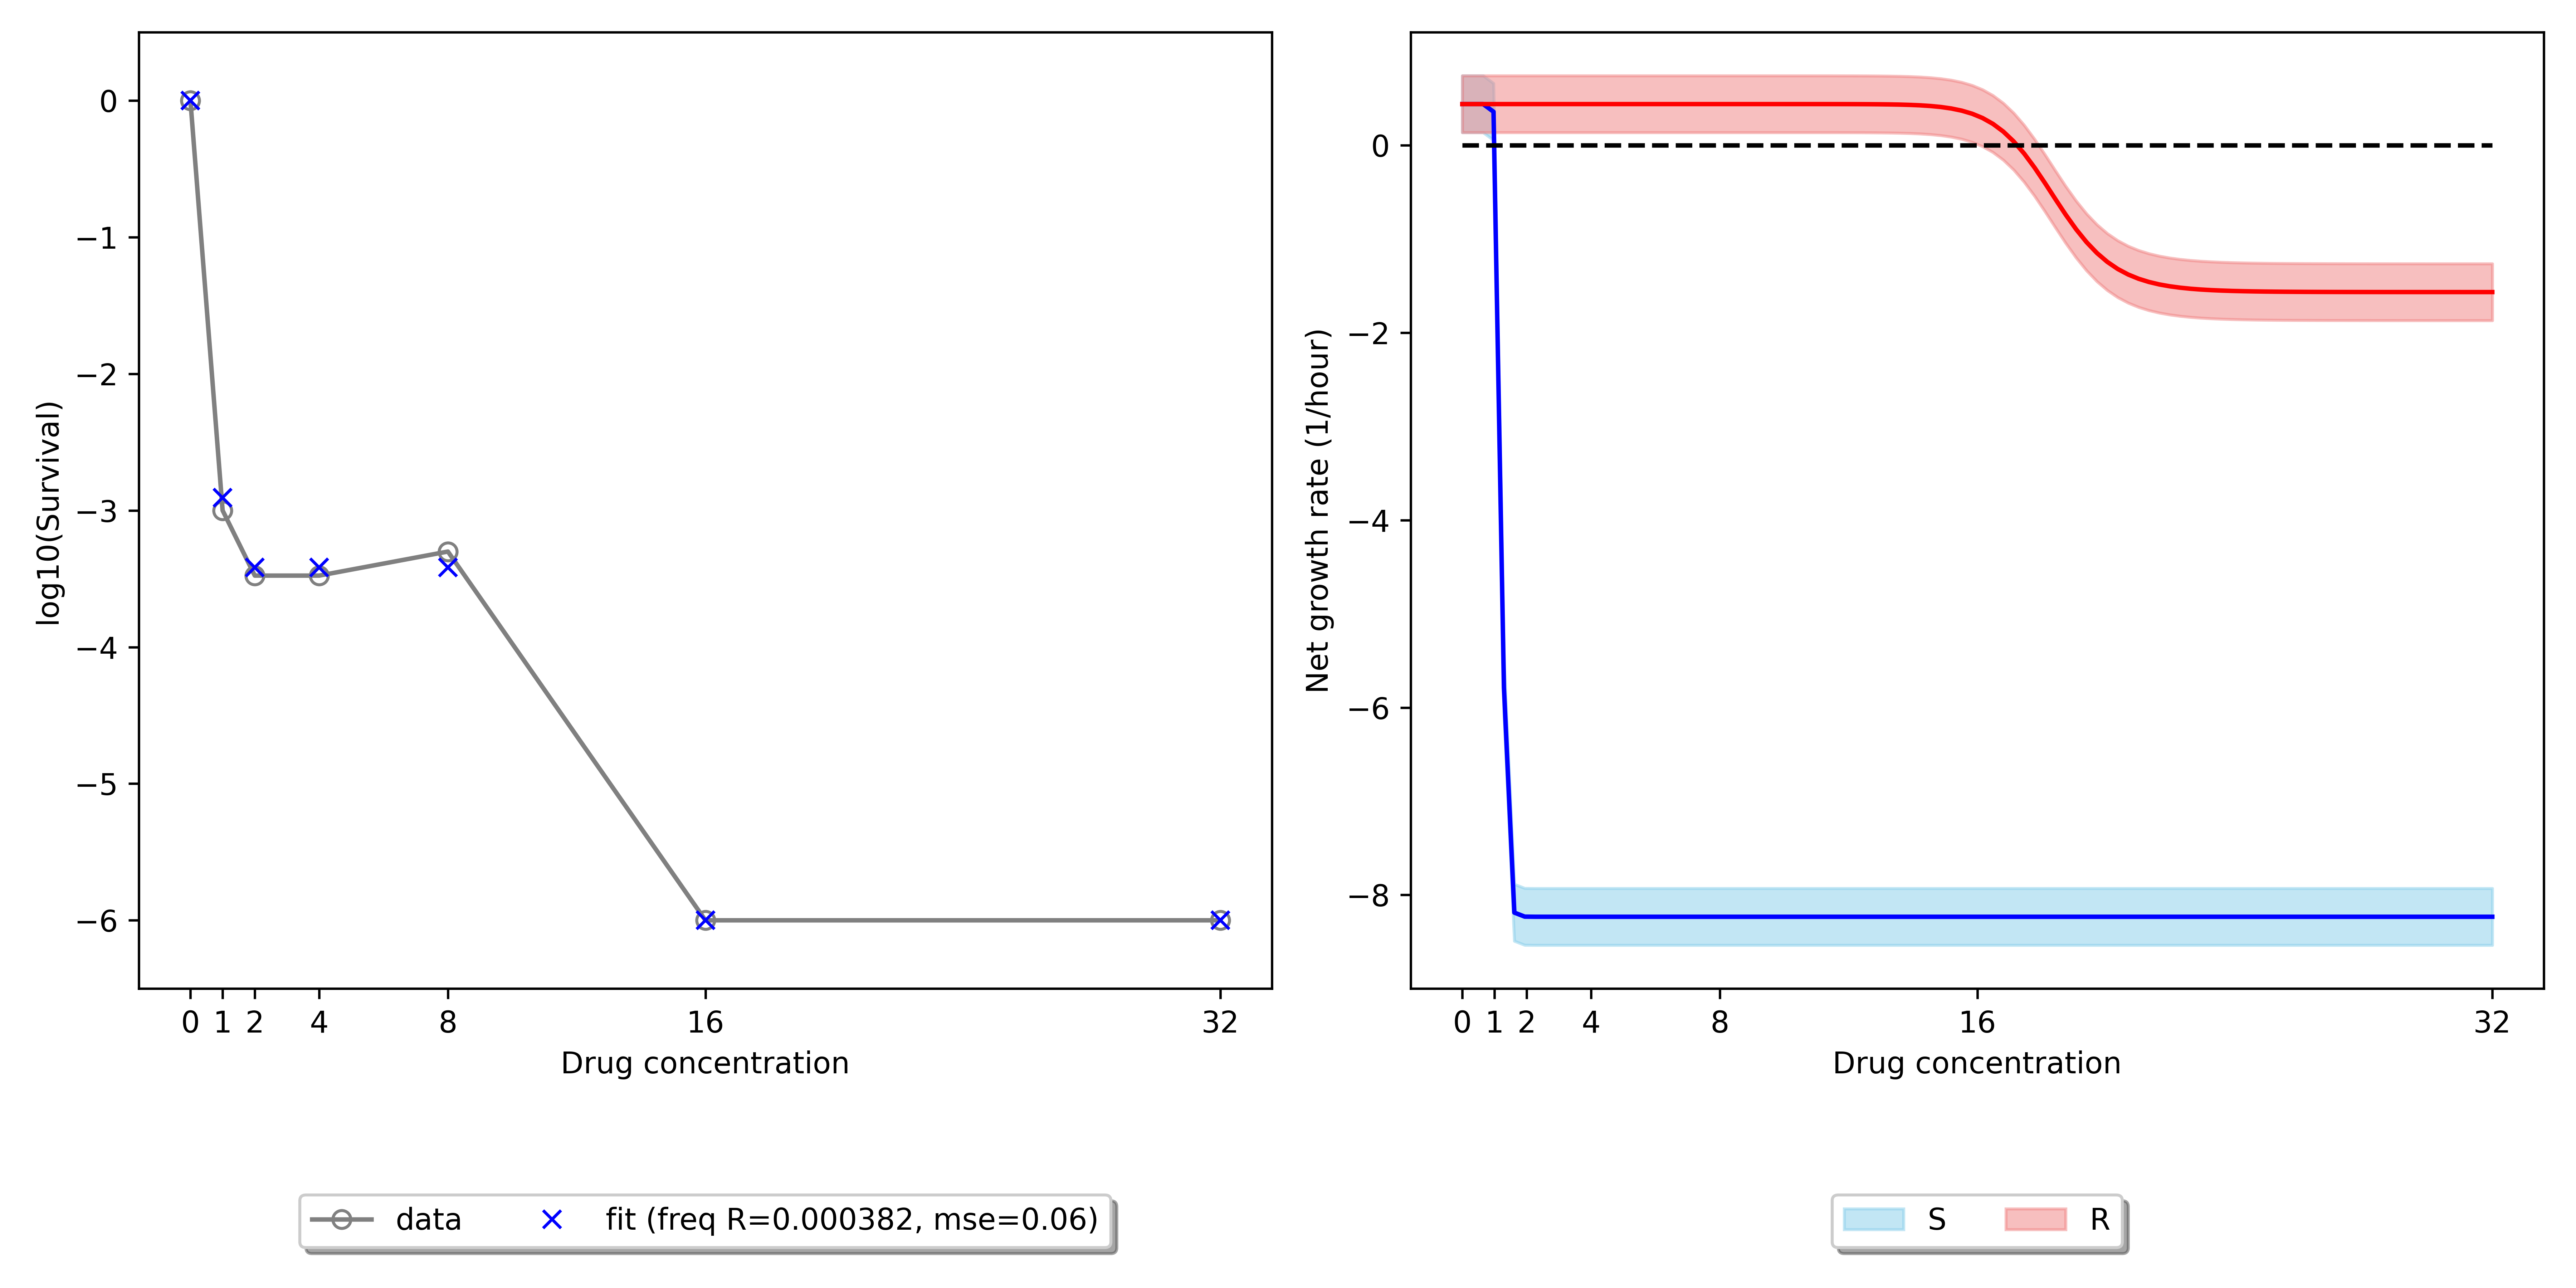 0
−1
−2
−3
−4
−5
−6
log10(Survival)
0 1 2 4 8 16 32
Drug concentration
data fit (freq R=0.000382, mse=0.06)
0
−2
−4
−6
−8
Net growth rate (1/hour)
0 1 2 4 8 16 32
Drug concentration
S R